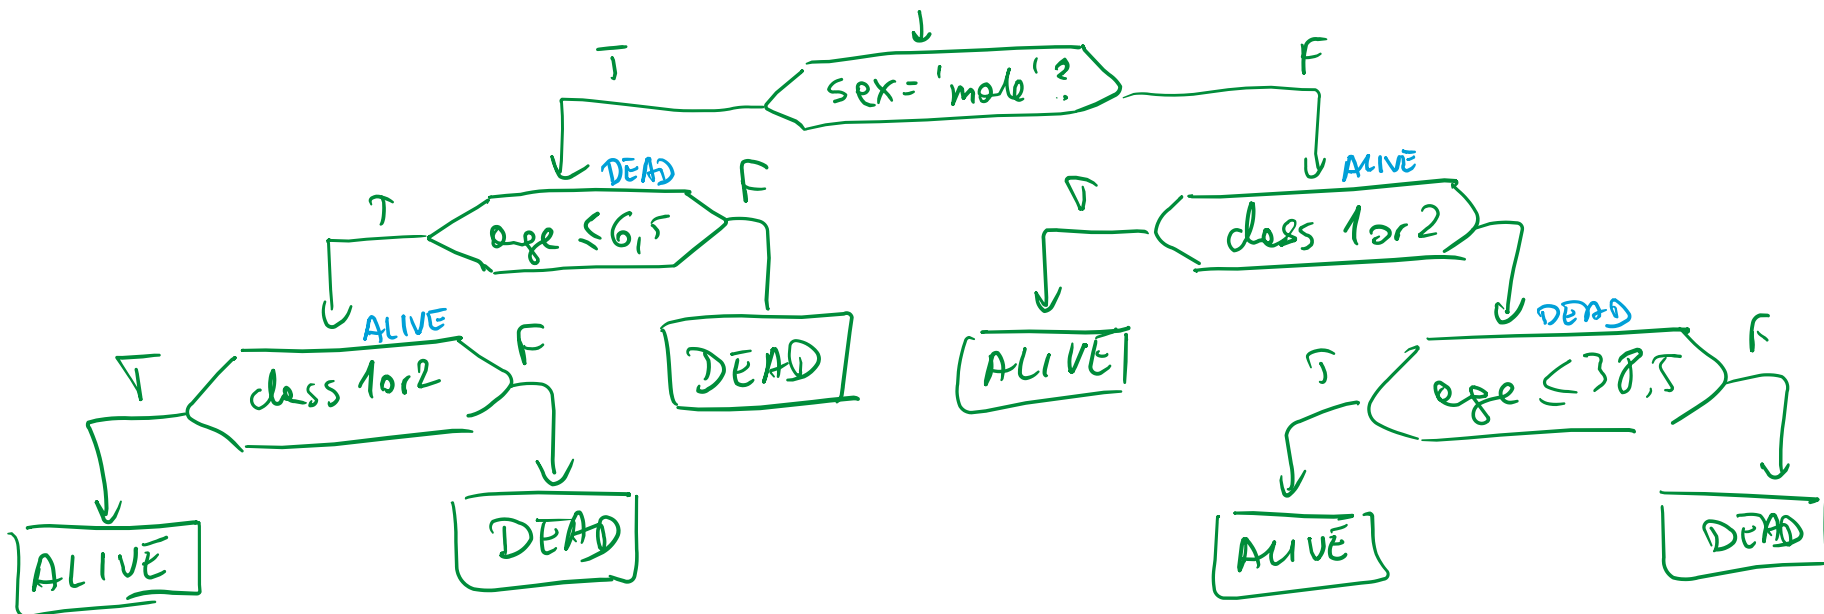 T
sex = 'male' ?
F
DEAD
ALIVE
T
age ≤ 6,5
F
T
class 1 or 2
ALIVE
DEAD
T
class 1 or 2
F
DEAD
ALIVE
T
age ≤ 38,5
F
ALIVE
DEAD
ALIVE
DEAD